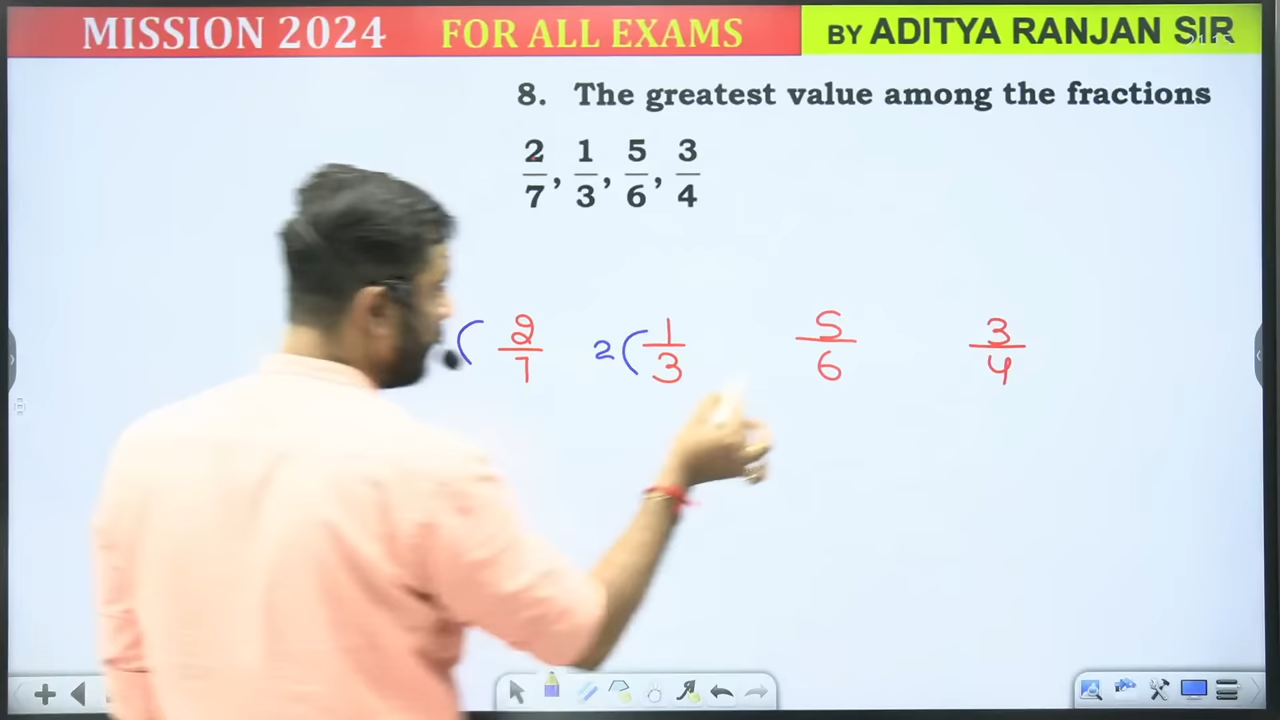 MISSION 2024 FOR ALL EXAMS BY ADITYA RANJAN SIR
8. The greatest value among the fractions
2/7, 1/3, 5/6, 3/4
( 2/7 2( 1/3 5/6 3/4